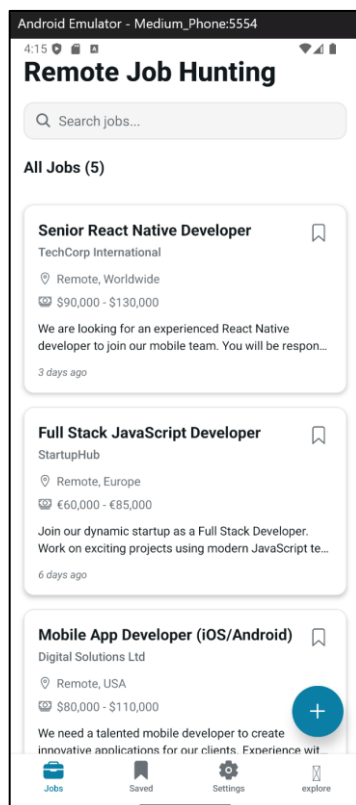 Android Emulator - Medium_Phone:5554
4:15
Remote Job Hunting
Search jobs...
All Jobs (5)
Senior React Native Developer
TechCorp International
Remote, Worldwide
$90,000 - $130,000
We are looking for an experienced React Native
developer to join our mobile team. You will be respon...
3 days ago
Full Stack JavaScript Developer
StartupHub
Remote, Europe
€60,000 - €85,000
Join our dynamic startup as a Full Stack Developer.
Work on exciting projects using modern JavaScript te...
6 days ago
Mobile App Developer (iOS/Android)
Digital Solutions Ltd
Remote, USA
$80,000 - $110,000
We need a talented mobile developer to create
innovative applications for our clients. Experience wit...
Jobs
Saved
Settings
explore